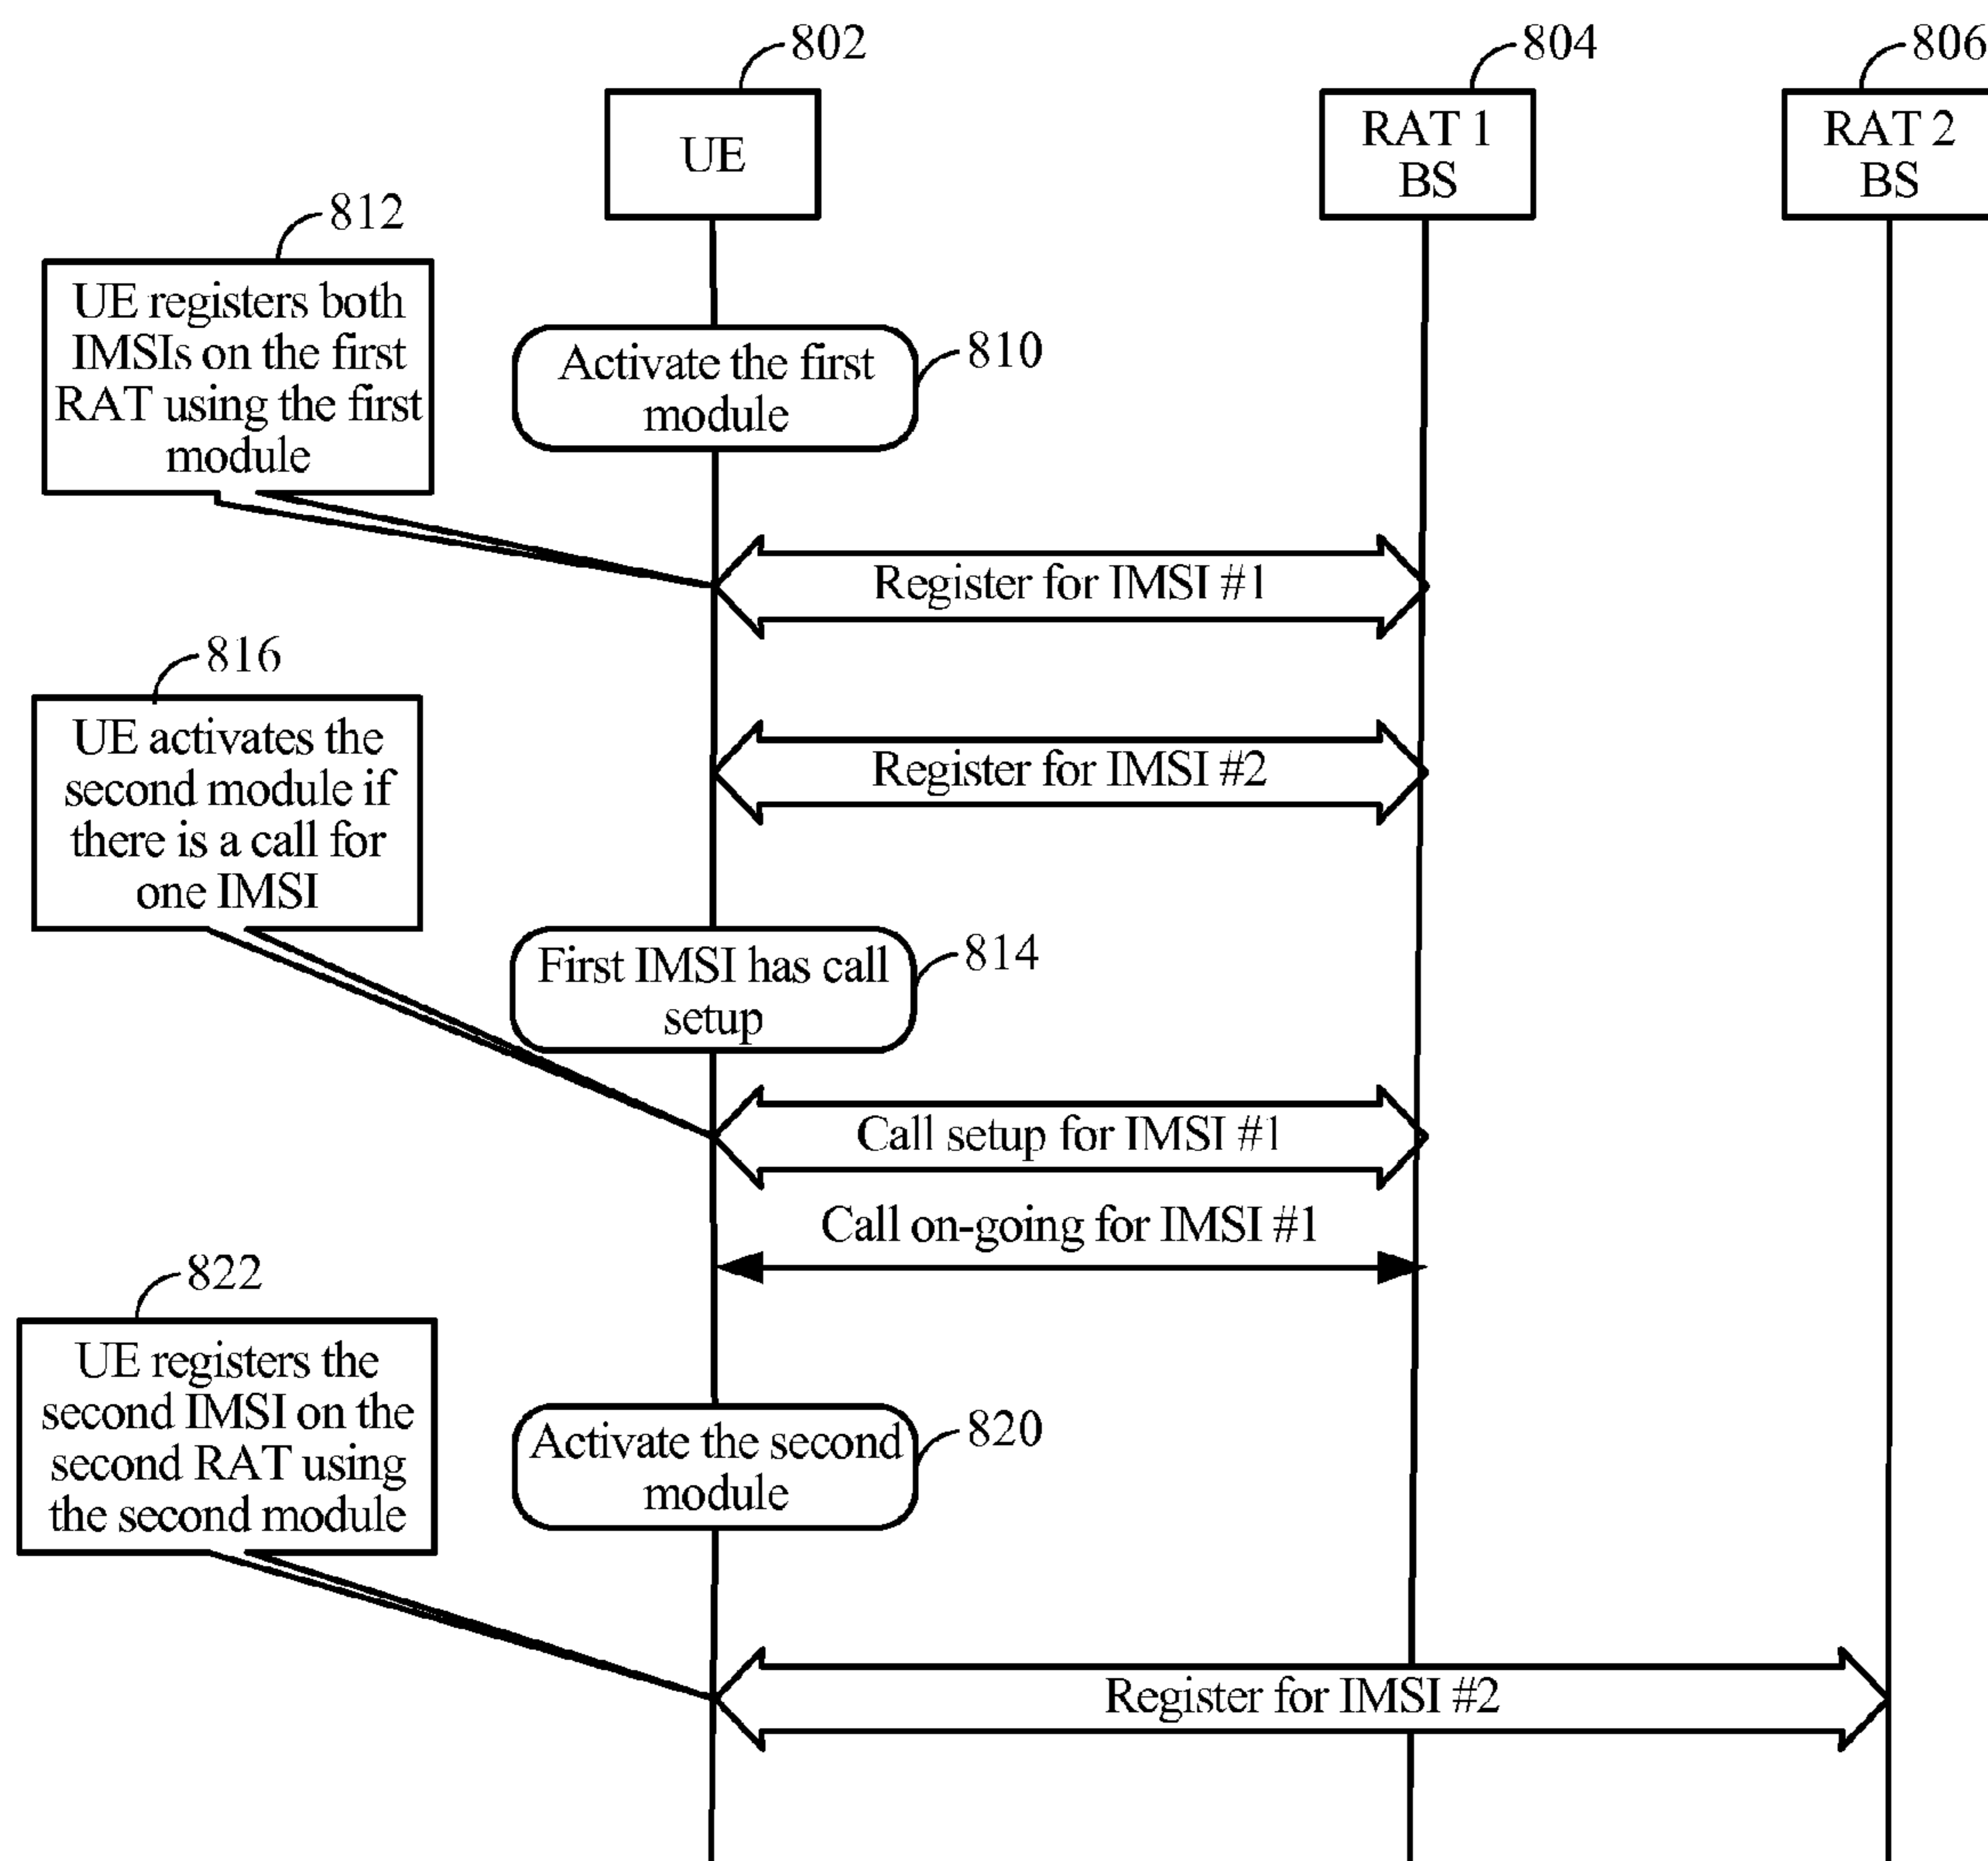 802
804
806
UE
RAT 1
BS
RAT 2
BS
812
UE registers both
IMSIs on the first
RAT using the first
module
Activate the first
module
810
Register for IMSI #1
816
UE activates the
second module if
there is a call for
one IMSI
Register for IMSI #2
First IMSI has call
setup
814
Call setup for IMSI #1
Call on-going for IMSI #1
822
UE registers the
second IMSI on the
second RAT using
the second module
Activate the second
module
820
Register for IMSI #2